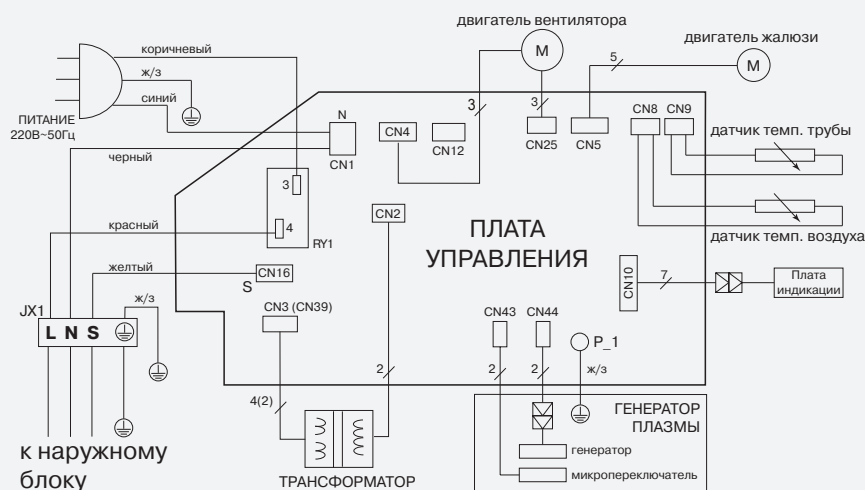 двигатель вентилятора
двигатель жалюзи
M
M
коричневый
ж/з
синий
ПИТАНИЕ
220В~50Гц
черный
N
CN1
3
CN4
CN12
3
CN25
5
CN5
CN8
CN9
датчик темп. трубы
3
4
RY1
CN2
ПЛАТА
УПРАВЛЕНИЯ
датчик темп. воздуха
красный
желтый
CN16
S
CN10
7
Плата
индикации
JX1
ж/з
L N S
CN3 (CN39)
CN43
CN44
P_1
2
2
2
ж/з
4(2)
ГЕНЕРАТОР
ПЛАЗМЫ
генератор
микропереключатель
ТРАНСФОРМАТОР
к наружному
блоку